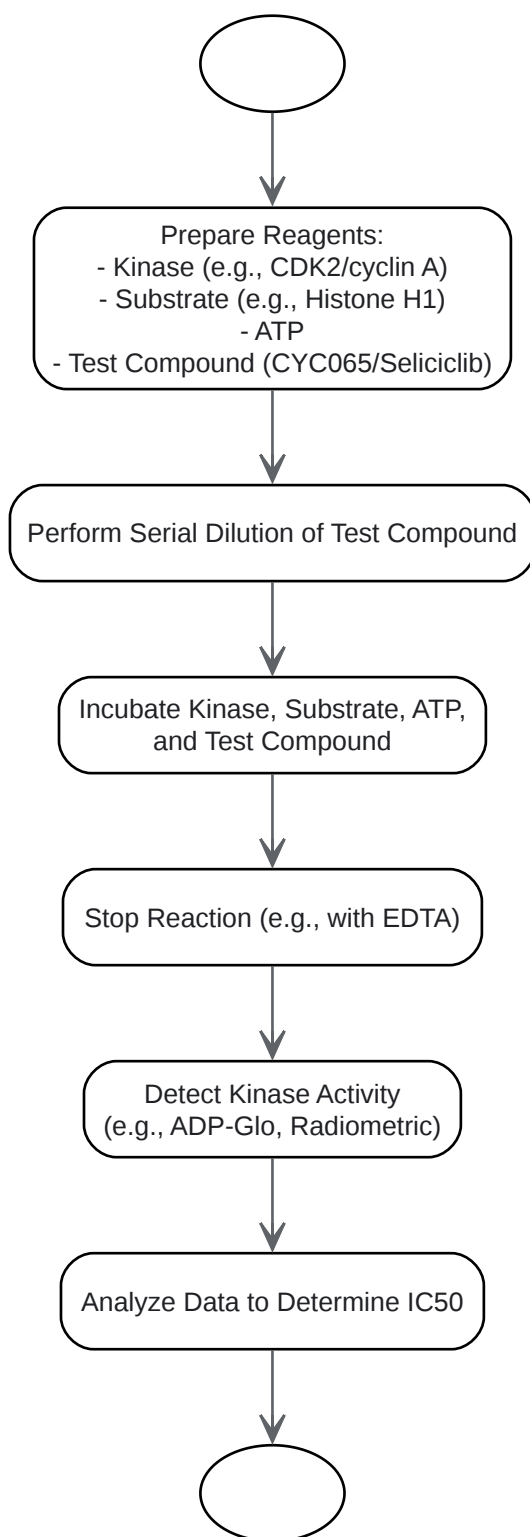 Prepare Reagents:
- Kinase (e.g., CDK2/cyclin A)
- Substrate (e.g., Histone H1)
- ATP
- Test Compound (CYC065/Seliciclib)
Perform Serial Dilution of Test Compound
Incubate Kinase, Substrate, ATP,
and Test Compound
Stop Reaction (e.g., with EDTA)
Detect Kinase Activity
(e.g., ADP-Glo, Radiometric)
Analyze Data to Determine IC50